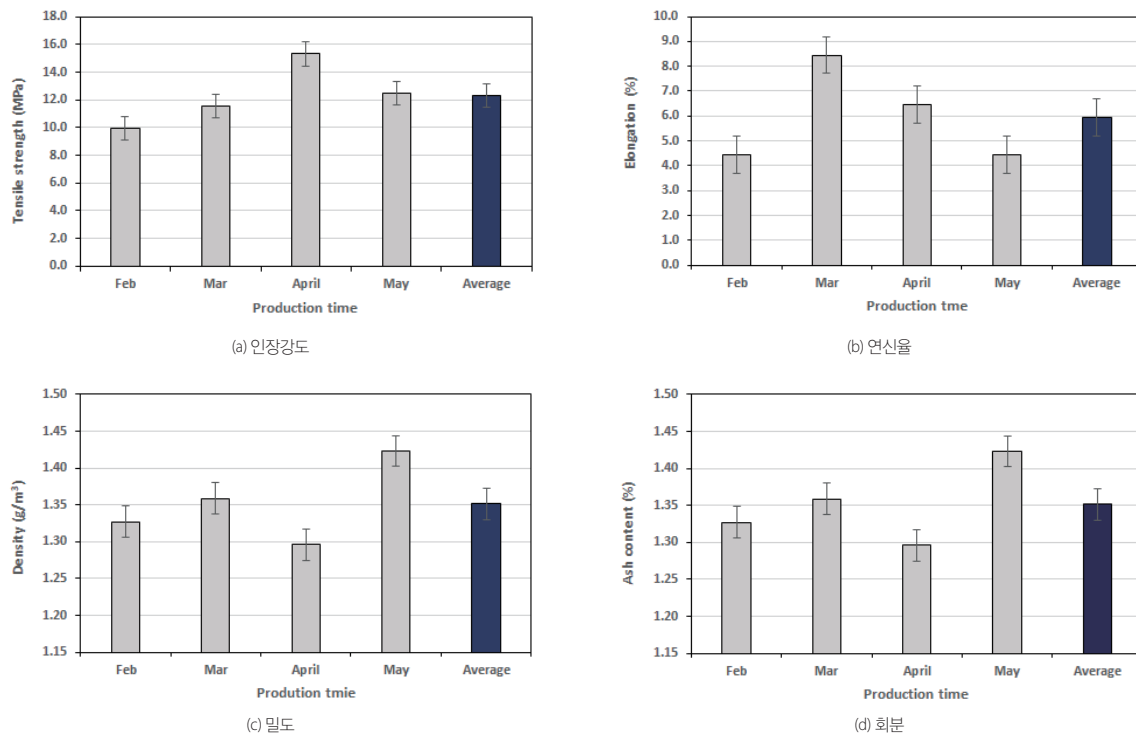 Tensile strength (MPa)
18.0
16.0
14.0
12.0
10.0
8.0
6.0
4.0
2.0
0.0
Feb Mar April May Average
Production time
(a) 인장강도
Elongation (%)
10.0
9.0
8.0
7.0
6.0
5.0
4.0
3.0
2.0
1.0
0.0
Feb Mar April May Average
Production tme
(b) 연신율
Density (g/m³)
1.50
1.45
1.40
1.35
1.30
1.25
1.20
1.15
Feb Mar April May Average
Prodution tmie
(c) 밀도
Ash content (%)
1.50
1.45
1.40
1.35
1.30
1.25
1.20
1.15
Feb Mar April May Average
Production time
(d) 회분